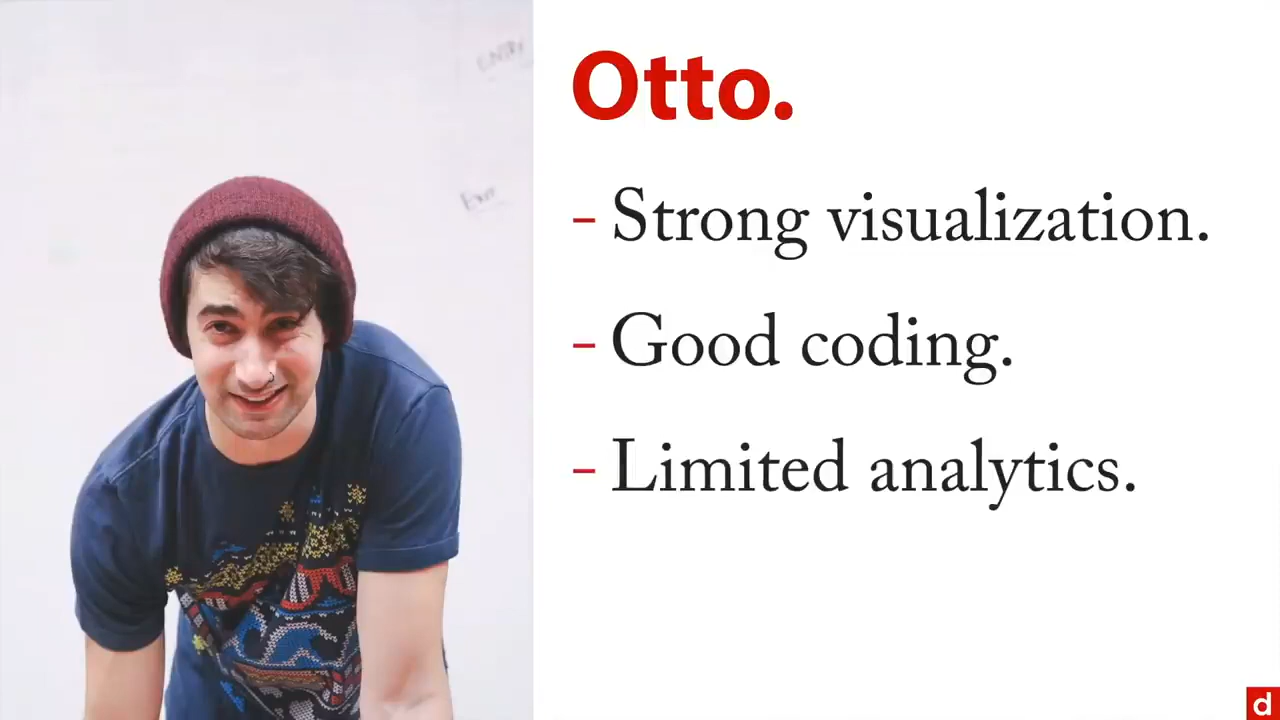 Otto.
- Strong visualization.
- Good coding.
- Limited analytics.
d